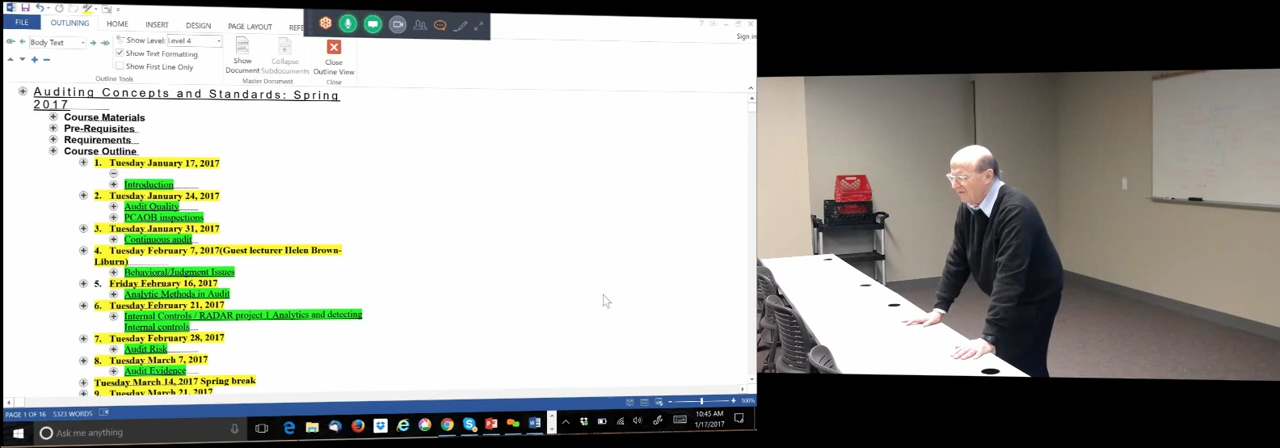 FILE OUTLINING HOME INSERT DESIGN PAGE LAYOUT REFE
Sign in
Body Text
Show Level: Level 4
Show Text Formatting
Show First Line Only
Show Document
Collapse Subdocuments
Close Outline View
Outline Tools
Master Document
Close
Auditing Concepts and Standards: Spring
2017
Course Materials
Pre-Requisites
Requirements
Course Outline
1. Tuesday January 17, 2017
Introduction
2. Tuesday January 24, 2017
Audit Quality
PCAOB inspections
3. Tuesday January 31, 2017
Continuous audit
4. Tuesday February 7, 2017(Guest lecturer Helen Brown-
Liburn)
Behavioral/Judgment Issues
5. Friday February 16, 2017
Analytic Methods in Audit
6. Tuesday February 21, 2017
Internal Controls / RADAR project 1 Analytics and detecting
Internal controls
7. Tuesday February 28, 2017
Audit Risk
8. Tuesday March 7, 2017
Audit Evidence
Tuesday March 14, 2017 Spring break
9. Tuesday March 21, 2017
PAGE 1 OF 16 5323 WORDS
100%
Ask me anything
10:45 AM
1/17/2017